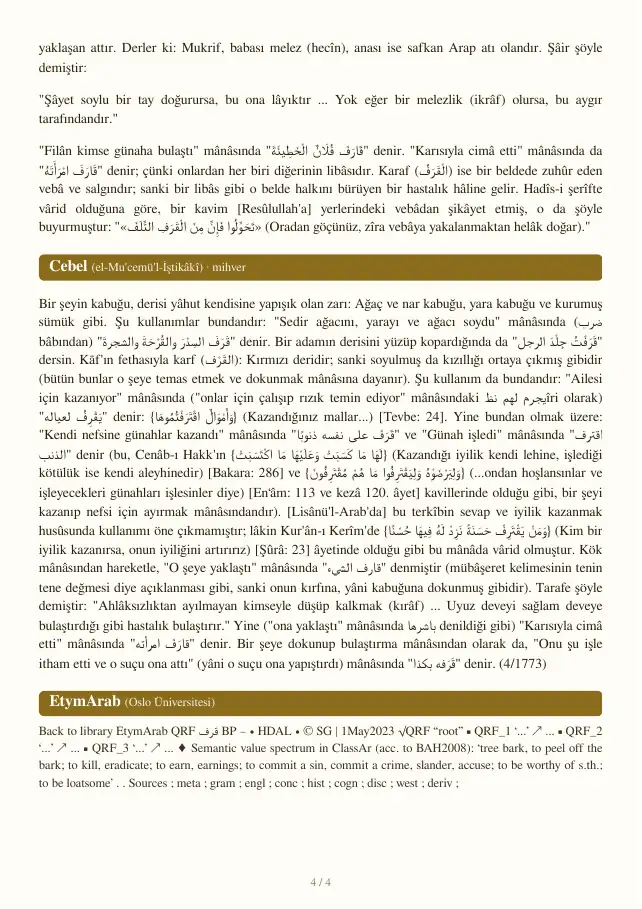 yaklaşan attır. Derler ki: Mukrif, babası melez (hecîn), anası ise safkan Arap atı olandır. Şâir şöyle
demiştir:
"Şâyet soylu bir tay doğurursa, bu ona lâyıktır ... Yok eğer bir melezlik (ikrâf) olursa, bu aygır
tarafındandır."
"Filân kimse günaha bulaştı" mânâsında "قَارَفَ فُلَانٌ الْخَطِيئَةَ" denir. "Karısıyla cimâ etti" mânâsında da
"قَارَفَ امْرَأَتَهُ" denir; çünki onlardan her biri diğerinin libâsıdır. Karaf (الْقَرَفُ) ise bir beldede zuhûr eden
vebâ ve salgındır; sanki bir libâs gibi o belde halkını bürüyen bir hastalık hâline gelir. Hadîs-i şerîfte
vârid olduğuna göre, bir kavim [Resûlullah'a] yerlerindeki vebâdan şikâyet etmiş, o da şöyle
buyurmuştur: "«تَحَوَّلُوا فَإِنَّ مِنَ الْقَرَفِ التَّلَفَ» (Oradan göçünüz, zîra vebâya yakalanmaktan helâk doğar)."
Cebel (el-Mu'cemü'l-İştikâkî) · mihver
Bir şeyin kabuğu, derisi yâhut kendisine yapışık olan zarı: Ağaç ve nar kabuğu, yara kabuğu ve kurumuş
sümük gibi. Şu kullanımlar bundandır: "Sedir ağacını, yarayı ve ağacı soydu" mânâsında (ضرب
bâbından) "قَرَفَ السِدرَ والقُرْحَةَ والشجرةَ" denir. Bir adamın derisini yüzüp kopardığında da "قَرَفْتُ جِلْدَ الرجل"
dersin. Kāf'ın fethasıyla karf (القَرْف): Kırmızı deridir; sanki soyulmuş da kızıllığı ortaya çıkmış gibidir
(bütün bunlar o şeye temas etmek ve dokunmak mânâsına dayanır). Şu kullanım da bundandır: "Ailesi
için kazanıyor" mânâsında ("onlar için çalışıp rızık temin ediyor" mânâsındaki يجرم لهم نظîri olarak)
"يَقْرِف لعياله" denir: {وَأَمْوَالٌ اقْتَرَفْتُمُوهَا} (Kazandığınız mallar...) [Tevbe: 24]. Yine bundan olmak üzere:
"Kendi nefsine günahlar kazandı" mânâsında "قَرَف على نفسه ذنوبًا" ve "Günah işledi" mânâsında "اقترف
الذنب" denir (bu, Cenâb-ı Hakk'ın {لَهَا مَا كَسَبَتْ وَعَلَيْهَا مَا اكْتَسَبَتْ} (Kazandığı iyilik kendi lehine, işlediği
kötülük ise kendi aleyhinedir) [Bakara: 286] ve {وَلِيَرْضَوْهُ وَلِيَقْتَرِفُوا مَا هُمْ مُقْتَرِفُونَ} (...ondan hoşlansınlar ve
işleyecekleri günahları işlesinler diye) [En'âm: 113 ve kezâ 120. âyet] kavillerinde olduğu gibi, bir şeyi
kazanıp nefsi için ayırmak mânâsındandır). [Lisânü'l-Arab'da] bu terkîbin sevap ve iyilik kazanmak
husûsunda kullanımı öne çıkmamıştır; lâkin Kur'ân-ı Kerîm'de {وَمَنْ يَقْتَرِفْ حَسَنَةً نَزِدْ لَهُ فِيهَا حُسْنًا} (Kim bir
iyilik kazanırsa, onun iyiliğini artırırız) [Şûrâ: 23] âyetinde olduğu gibi bu mânâda vârid olmuştur. Kök
mânâsından hareketle, "O şeye yaklaştı" mânâsında "قارف الشيء" denmiştir (mübâşeret kelimesinin tenin
tene değmesi diye açıklanması gibi, sanki onun kırfına, yâni kabuğuna dokunmuş gibidir). Tarafe şöyle
demiştir: "Ahlâksızlıktan ayılmayan kimseyle düşüp kalkmak (kırâf) ... Uyuz deveyi sağlam deveye
bulaştırdığı gibi hastalık bulaştırır." Yine ("ona yaklaştı" mânâsında باشرها denildiği gibi) "Karısıyla cimâ
etti" mânâsında "قارَف امرأته" denir. Bir şeye dokunup bulaştırma mânâsından olarak da, "Onu şu işle
itham etti ve o suçu ona attı" (yâni o suçu ona yapıştırdı) mânâsında "قَرَفه بكذا" denir. (4/1773)
EtymArab (Oslo Üniversitesi)
Back to library EtymArab QRF قرف BP – • HDAL • © SG | 1May2023 √QRF “root” ▪ QRF_1 ‘...’ ↗ ... ▪ QRF_2
‘...’ ↗ ... ▪ QRF_3 ‘...’ ↗ ... ♦ Semantic value spectrum in ClassAr (acc. to BAH2008): ‘tree bark, to peel off the
bark; to kill, eradicate; to earn, earnings; to commit a sin, commit a crime, slander, accuse; to be worthy of s.th.;
to be loatsome’ . . Sources ; meta ; gram ; engl ; conc ; hist ; cogn ; disc ; west ; deriv ;
4 / 4